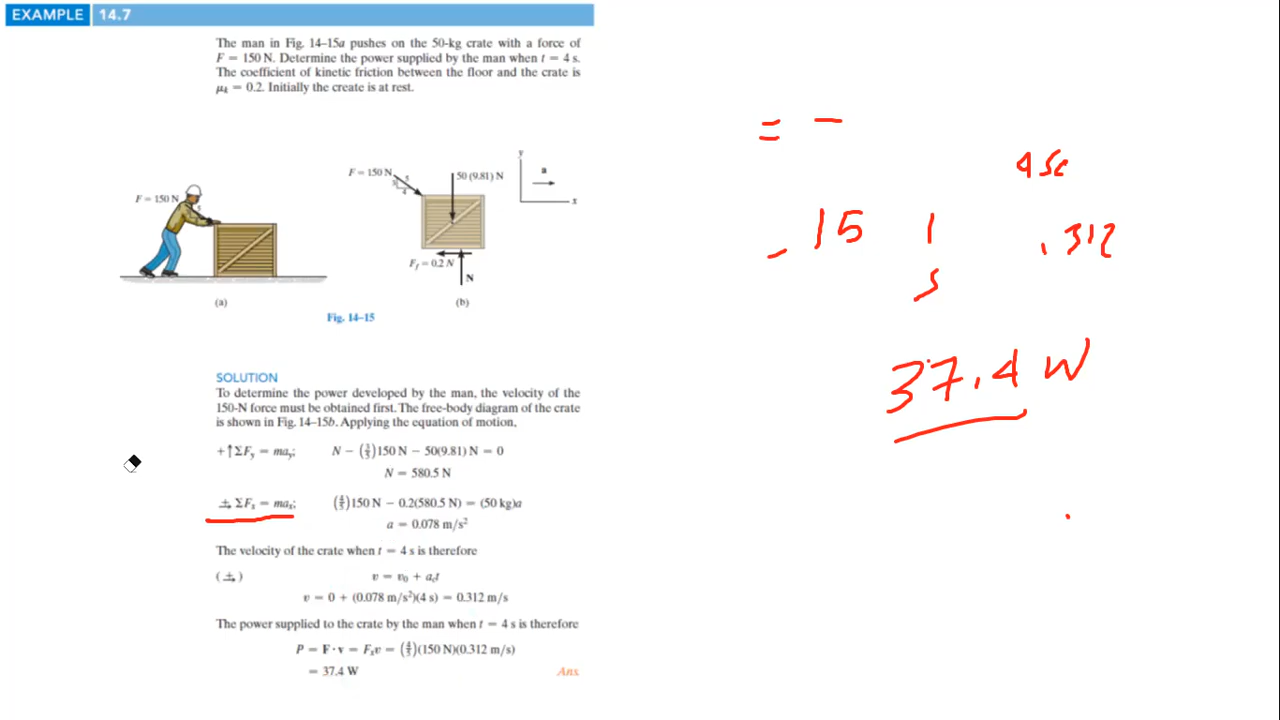 EXAMPLE 14.7
The man in Fig. 14–15a pushes on the 50-kg crate with a force of
F = 150 N. Determine the power supplied by the man when t = 4 s.
The coefficient of kinetic friction between the floor and the crate is
μk = 0.2. Initially the create is at rest.
F = 150 N
F = 150 N
5
3
4
50 (9.81) N
y
a
x
Ff = 0.2 N
N
(a)
(b)
Fig. 14–15
SOLUTION
To determine the power developed by the man, the velocity of the
150-N force must be obtained first. The free-body diagram of the crate
is shown in Fig. 14–15b. Applying the equation of motion,
+↑ΣFy = may; N − (3/5)150 N − 50(9.81) N = 0
N = 580.5 N
→+ ΣFx = max; (4/5)150 N − 0.2(580.5 N) = (50 kg)a
a = 0.078 m/s²
The velocity of the crate when t = 4 s is therefore
(→+) v = v0 + act
v = 0 + (0.078 m/s²)(4 s) = 0.312 m/s
The power supplied to the crate by the man when t = 4 s is therefore
P = F · v = Fxv = (4/5)(150 N)(0.312 m/s)
= 37.4 W Ans
= –
4 se
– 15 1 .312
s
37.4 W